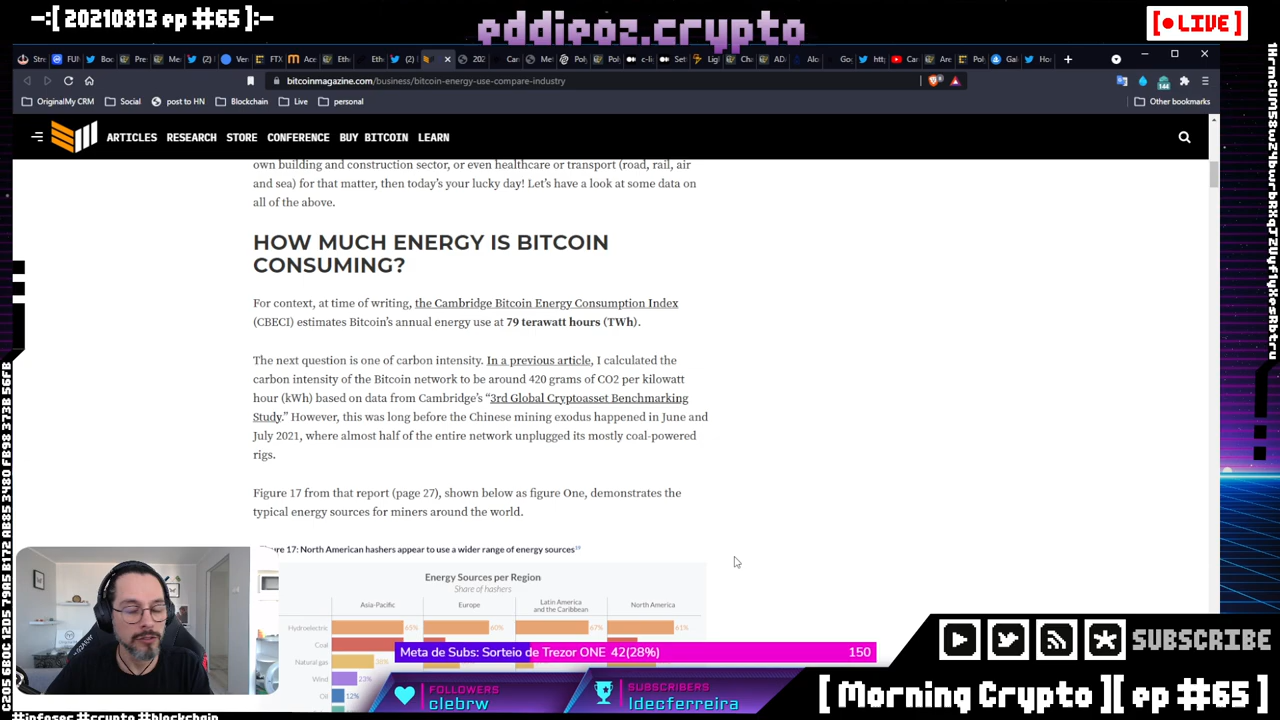 -:[ 20210813 ep #65 ]:-
eddieoz.crypto
[● LIVE]
bitcoinmagazine.com/business/bitcoin-energy-use-compare-industry
144
OriginalMy CRM
Social
post to HN
Blockchain
Live
personal
Other bookmarks
ARTICLES RESEARCH STORE CONFERENCE BUY BITCOIN LEARN
own building and construction sector, or even healthcare or transport (road, rail, air
and sea) for that matter, then today's your lucky day! Let's have a look at some data on
all of the above.
HOW MUCH ENERGY IS BITCOIN
CONSUMING?
For context, at time of writing, the Cambridge Bitcoin Energy Consumption Index
(CBECI) estimates Bitcoin's annual energy use at 79 terawatt hours (TWh).
The next question is one of carbon intensity. In a previous article, I calculated the
carbon intensity of the Bitcoin network to be around 420 grams of CO2 per kilowatt
hour (kWh) based on data from Cambridge's "3rd Global Cryptoasset Benchmarking
Study." However, this was long before the Chinese mining exodus happened in June and
July 2021, where almost half of the entire network unplugged its mostly coal-powered
rigs.
Figure 17 from that report (page 27), shown below as figure One, demonstrates the
typical energy sources for miners around the world.
17: North American hashers appear to use a wider range of energy sources
Energy Sources per Region
Share of hashers
Asia-Pacific
Europe
Latin America
and the Caribbean
North America
Hydroelectric
65%
60%
67%
61%
Coal
Natural gas
38%
Wind
23%
Oil
12%
Meta de Subs: Sorteio de Trezor ONE 42(28%)
150
FOLLOWERS
clebrw
SUBSCRIBERS
ldecferreira
SUBSCRIBE
[ Morning Crypto ][ ep #65 ]
#infosec #crypto #blockchain